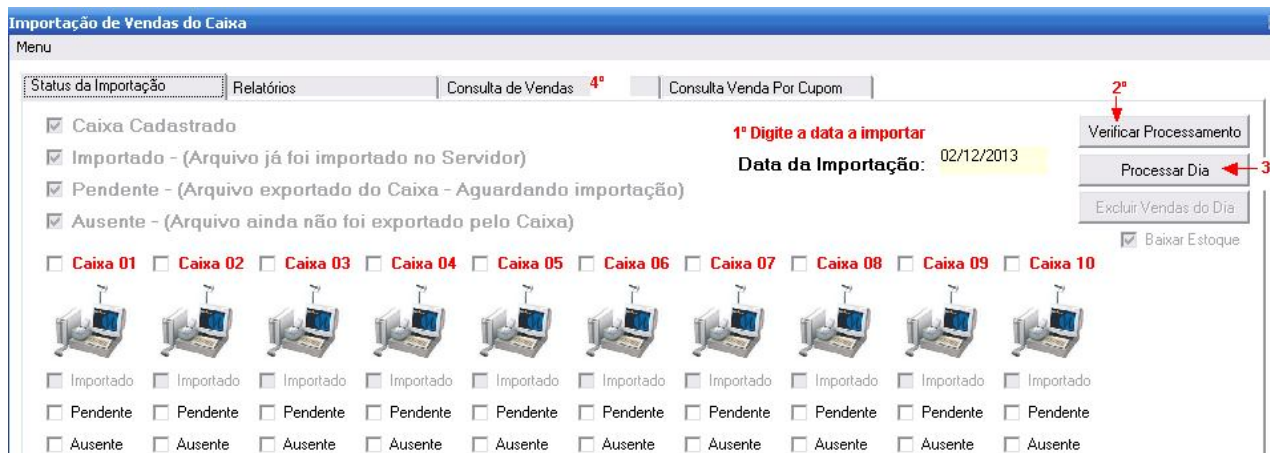 Importação de Vendas do Caixa
Menu
Status da Importação Relatórios Consulta de Vendas 4º Consulta Venda Por Cupom
2º
Caixa Cadastrado
1º Digite a data a importar
Verificar Processamento
Importado - (Arquivo já foi importado no Servidor)
Data da Importação: 02/12/2013
Processar Dia 3
Pendente - (Arquivo exportado do Caixa - Aguardando importação)
Excluir Vendas do Dia
Ausente - (Arquivo ainda não foi exportado pelo Caixa)
Baixar Estoque
Caixa 01 Caixa 02 Caixa 03 Caixa 04 Caixa 05 Caixa 06 Caixa 07 Caixa 08 Caixa 09 Caixa 10
Importado Importado Importado Importado Importado Importado Importado Importado Importado Importado
Pendente Pendente Pendente Pendente Pendente Pendente Pendente Pendente Pendente Pendente
Ausente Ausente Ausente Ausente Ausente Ausente Ausente Ausente Ausente Ausente